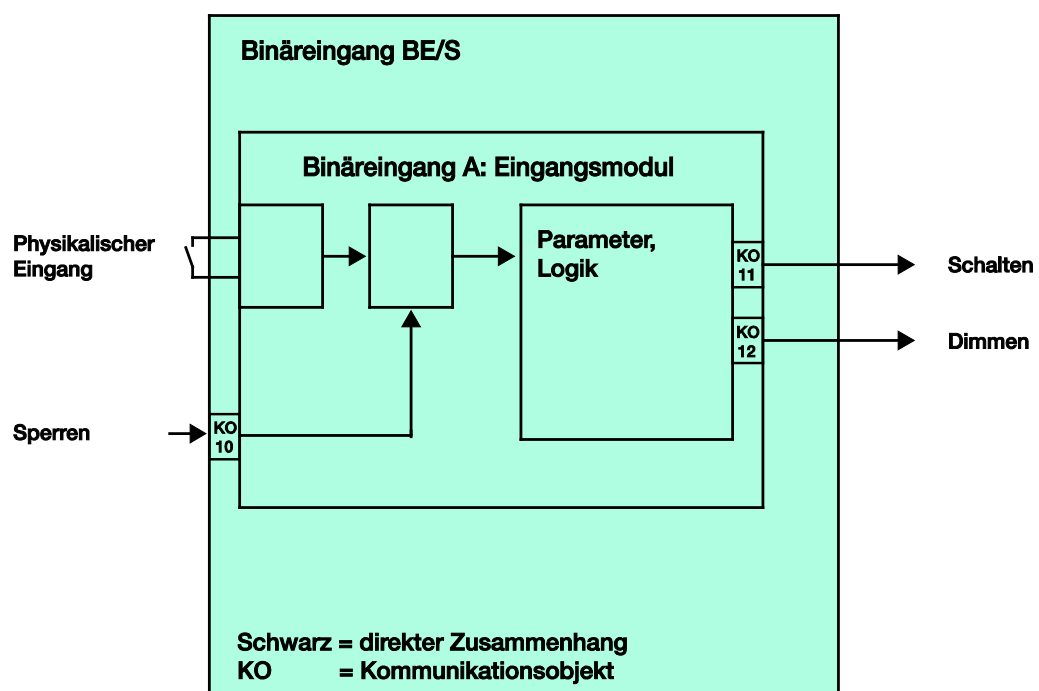 Binäreingang BE/S
Binäreingang A: Eingangsmodul
Physikalischer
Eingang
Parameter,
Logik
KO
11
Schalten
KO
12
Dimmen
Sperren
KO
10
Schwarz = direkter Zusammenhang
KO = Kommunikationsobjekt